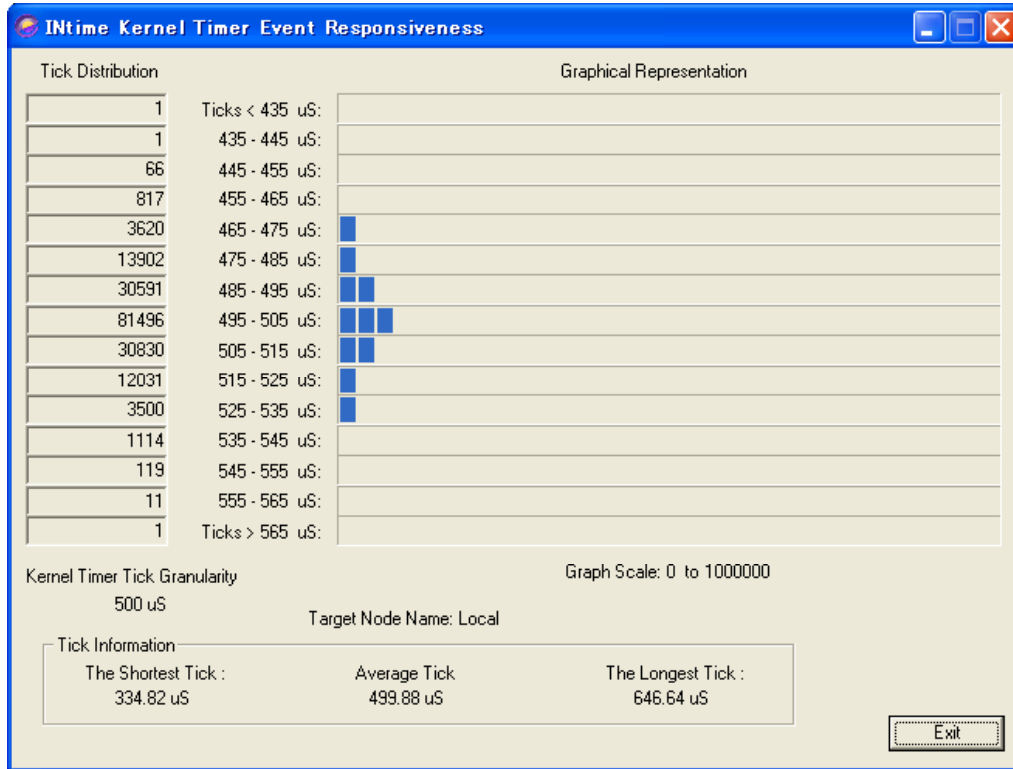 INtime Kernel Timer Event Responsiveness
Tick Distribution Graphical Representation
1 Ticks < 435 uS:
1 435 - 445 uS:
66 445 - 455 uS:
817 455 - 465 uS:
3620 465 - 475 uS:
13902 475 - 485 uS:
30591 485 - 495 uS:
81496 495 - 505 uS:
30830 505 - 515 uS:
12031 515 - 525 uS:
3500 525 - 535 uS:
1114 535 - 545 uS:
119 545 - 555 uS:
11 555 - 565 uS:
1 Ticks > 565 uS:
Kernel Timer Tick Granularity Graph Scale: 0 to 1000000
500 uS
Target Node Name: Local
Tick Information
The Shortest Tick : Average Tick The Longest Tick :
334.82 uS 499.88 uS 646.64 uS
Exit